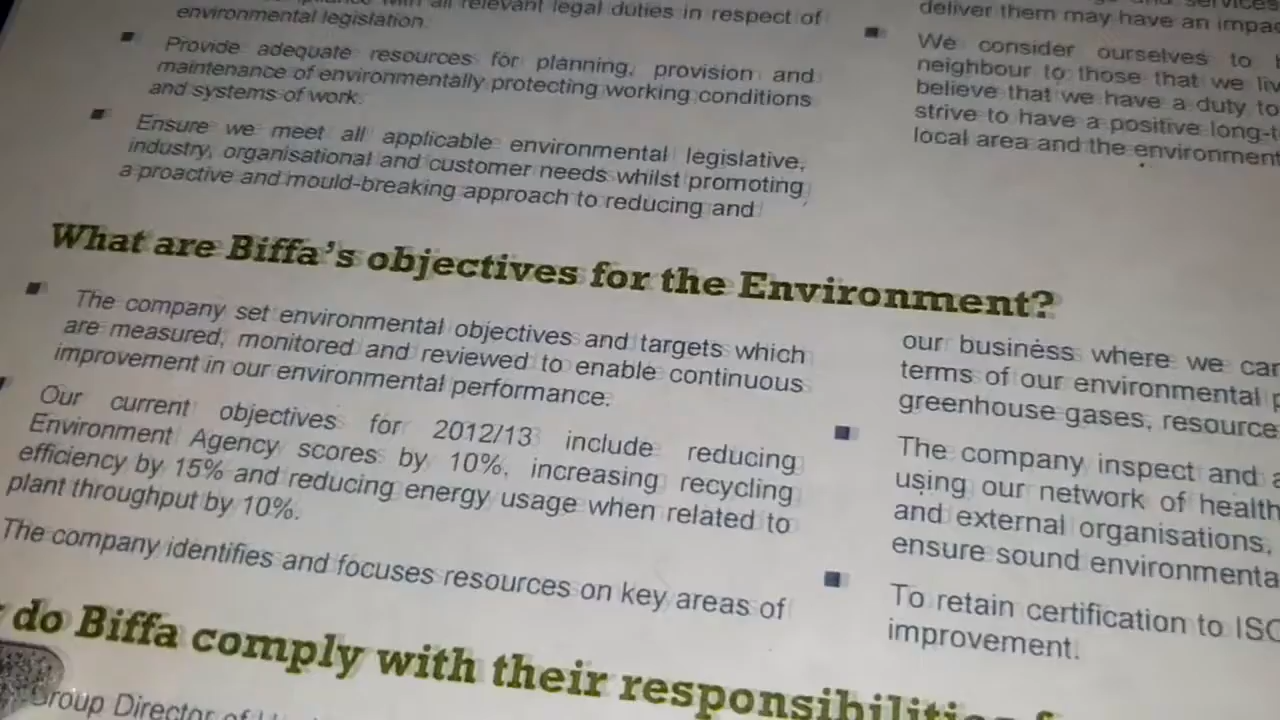 all relevant legal duties in respect of
environmental legislation.
Provide adequate resources for planning, provision and
maintenance of environmentally protecting working conditions
and systems of work.
Ensure we meet all applicable environmental legislative,
industry, organisational and customer needs whilst promoting
a proactive and mould-breaking approach to reducing and
deliver them may have an
We consider ourselves to
neighbour to those that we
believe that we have a duty to
strive to have a positive
local area and the environment
What are Biffa's objectives for the Environment?
The company set environmental objectives and targets which
are measured, monitored and reviewed to enable continuous
improvement in our environmental performance.
Our current objectives for 2012/13 include reducing
Environment Agency scores by 10%, increasing recycling
efficiency by 15% and reducing energy usage when related to
plant throughput by 10%.
The company identifies and focuses resources on key areas of
our business where we
terms of our environmental
greenhouse gases, resource
The company inspect and
using our network of health
and external organisations,
ensure sound
To retain certification to
improvement.
do Biffa comply with their responsibilities
Group Director of